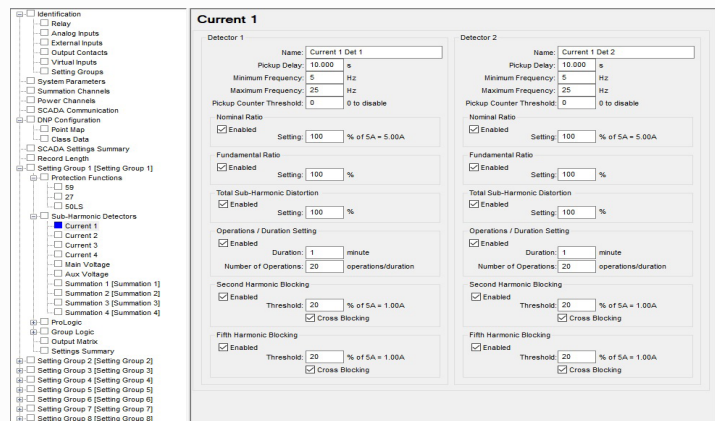 Identification
Relay
Analog Inputs
External Inputs
Output Contacts
Virtual Inputs
Setting Groups
System Parameters
Summation Channels
Power Channels
SCADA Communication
DNP Configuration
Point Map
Class Data
SCADA Settings Summary
Record Length
Setting Group 1 [Setting Group 1]
Protection Functions
59
27
50LS
Sub-Harmonic Detectors
Current 1
Current 2
Current 3
Current 4
Main Voltage
Aux Voltage
Summation 1 [Summation 1]
Summation 2 [Summation 2]
Summation 3 [Summation 3]
Summation 4 [Summation 4]
ProLogic
Group Logic
Output Matrix
Settings Summary
Setting Group 2 [Setting Group 2]
Setting Group 3 [Setting Group 3]
Setting Group 4 [Setting Group 4]
Setting Group 5 [Setting Group 5]
Setting Group 6 [Setting Group 6]
Setting Group 7 [Setting Group 7]
Setting Group 8 [Setting Group 8]
Current 1
Detector 1
Name: Current 1 Det 1
Pickup Delay: 10.000 s
Minimum Frequency: 5 Hz
Maximum Frequency: 25 Hz
Pickup Counter Threshold: 0 0 to disable
Nominal Ratio
Enabled
Setting: 100 % of 5A = 5.00A
Fundamental Ratio
Enabled
Setting: 100 %
Total Sub-Harmonic Distortion
Enabled
Setting: 100 %
Operations / Duration Setting
Enabled
Duration: 1 minute
Number of Operations: 20 operations/duration
Second Harmonic Blocking
Enabled
Threshold: 20 % of 5A = 1.00A
Cross Blocking
Fifth Harmonic Blocking
Enabled
Threshold: 20 % of 5A = 1.00A
Cross Blocking
Detector 2
Name: Current 1 Det 2
Pickup Delay: 10.000 s
Minimum Frequency: 5 Hz
Maximum Frequency: 25 Hz
Pickup Counter Threshold: 0 0 to disable
Nominal Ratio
Enabled
Setting: 100 % of 5A = 5.00A
Fundamental Ratio
Enabled
Setting: 100 %
Total Sub-Harmonic Distortion
Enabled
Setting: 100 %
Operations / Duration Setting
Enabled
Duration: 1 minute
Number of Operations: 20 operations/duration
Second Harmonic Blocking
Enabled
Threshold: 20 % of 5A = 1.00A
Cross Blocking
Fifth Harmonic Blocking
Enabled
Threshold: 20 % of 5A = 1.00A
Cross Blocking